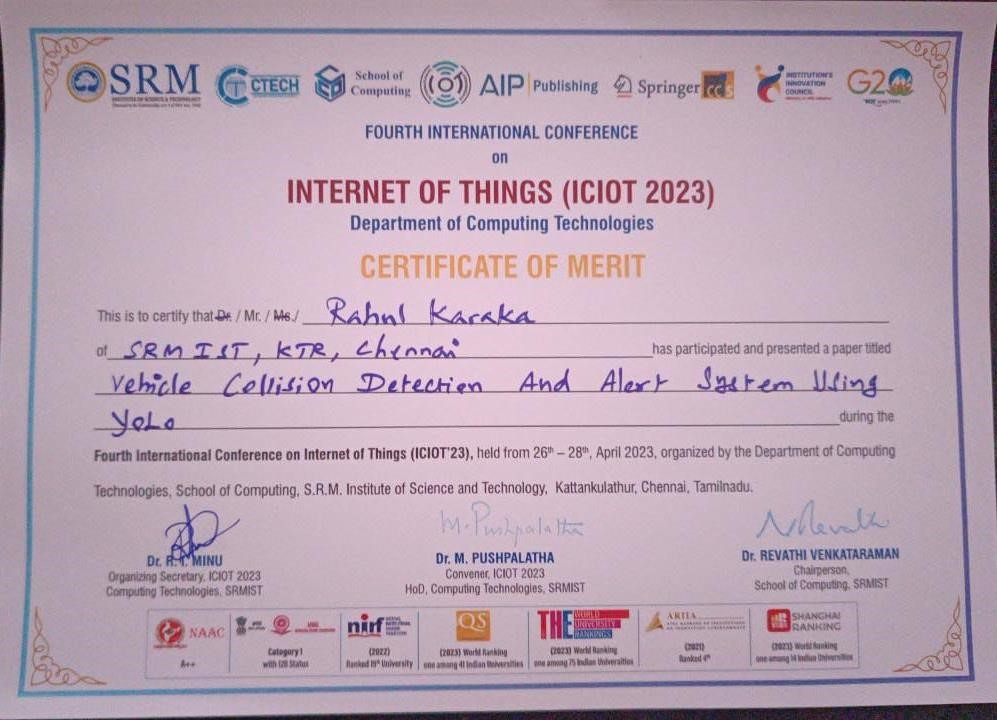 SRM
INSTITUTE OF SCIENCE & TECHNOLOGY
CTECH
School of
Computing
IOT
AIP Publishing
Springer
INSTITUTION'S
INNOVATION
COUNCIL
G20
FOURTH INTERNATIONAL CONFERENCE
on
INTERNET OF THINGS (ICIOT 2023)
Department of Computing Technologies
CERTIFICATE OF MERIT
This is to certify that Dr. / Mr. / Ms./ Rahul Karaka
of SRM IST, KTR, Chennai has participated and presented a paper titled
Vehicle Collision Detection And Alert System Using
YoLo during the
Fourth International Conference on Internet of Things (ICIOT'23), held from 26th – 28th, April 2023, organized by the Department of Computing
Technologies, School of Computing, S.R.M. Institute of Science and Technology, Kattankulathur, Chennai, Tamilnadu.
M. Pushpalatha
N Revathi
Dr. R.I. MINU
Organizing Secretary, ICIOT 2023
Computing Technologies, SRMIST
Dr. M. PUSHPALATHA
Convener, ICIOT 2023
HoD, Computing Technologies, SRMIST
Dr. REVATHI VENKATARAMAN
Chairperson,
School of Computing, SRMIST
NAAC
A++
Category I
with 12B Status
nirf
(2022)
Ranked 19th University
QS
(2023) World Ranking
one among 41 Indian Universities
THE WORLD
UNIVERSITY
RANKINGS
(2023) World Ranking
one among 75 Indian Universities
ARIIA
(2021)
Ranked 4th
SHANGHAI
RANKING
(2023) World Ranking
one among 14 Indian Universities